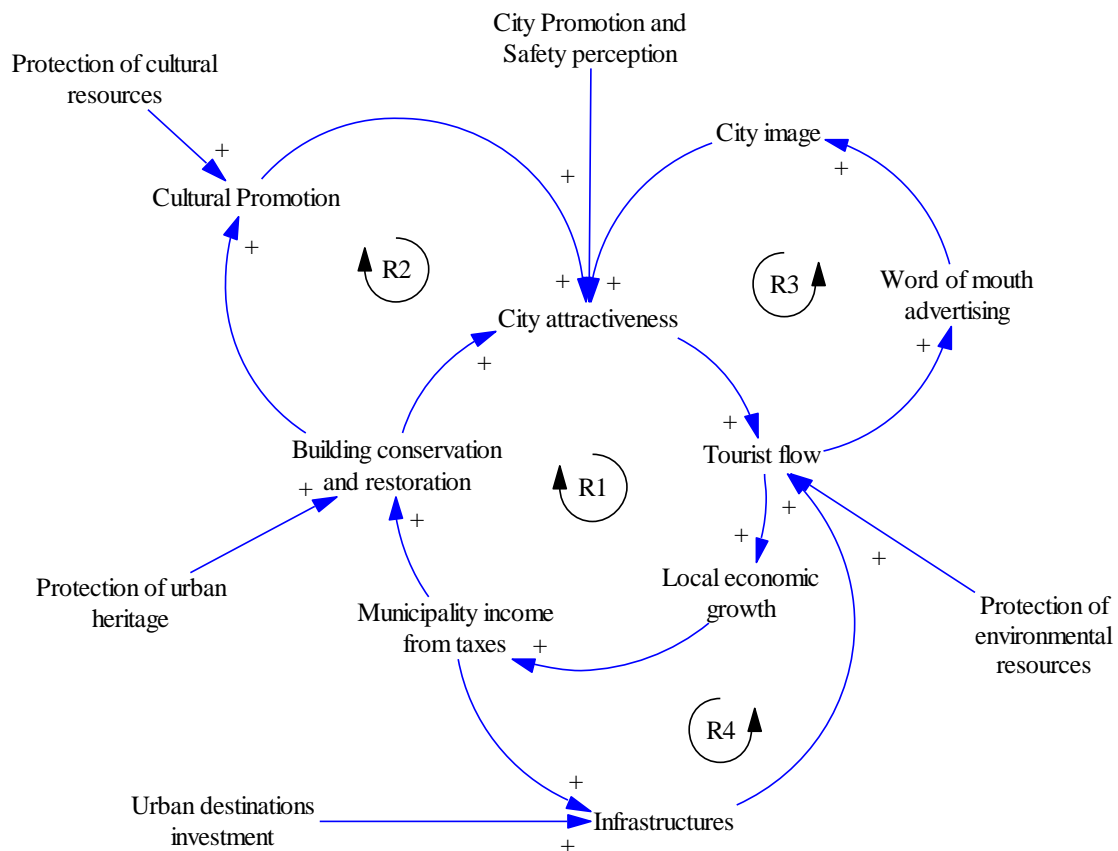 City Promotion and
Safety perception
Protection of cultural
resources
+
City image
+
Cultural Promotion
+
+
R2
R3
Word of mouth
advertising
+
+
+
City attractiveness
+
+
Building conservation
and restoration
+
Tourist flow
R1
+
+
+
+
+
Local economic
growth
Protection of urban
heritage
Municipality income
from taxes
+
Protection of
environmental
resources
R4
+
Urban destinations
investment
Infrastructures
+